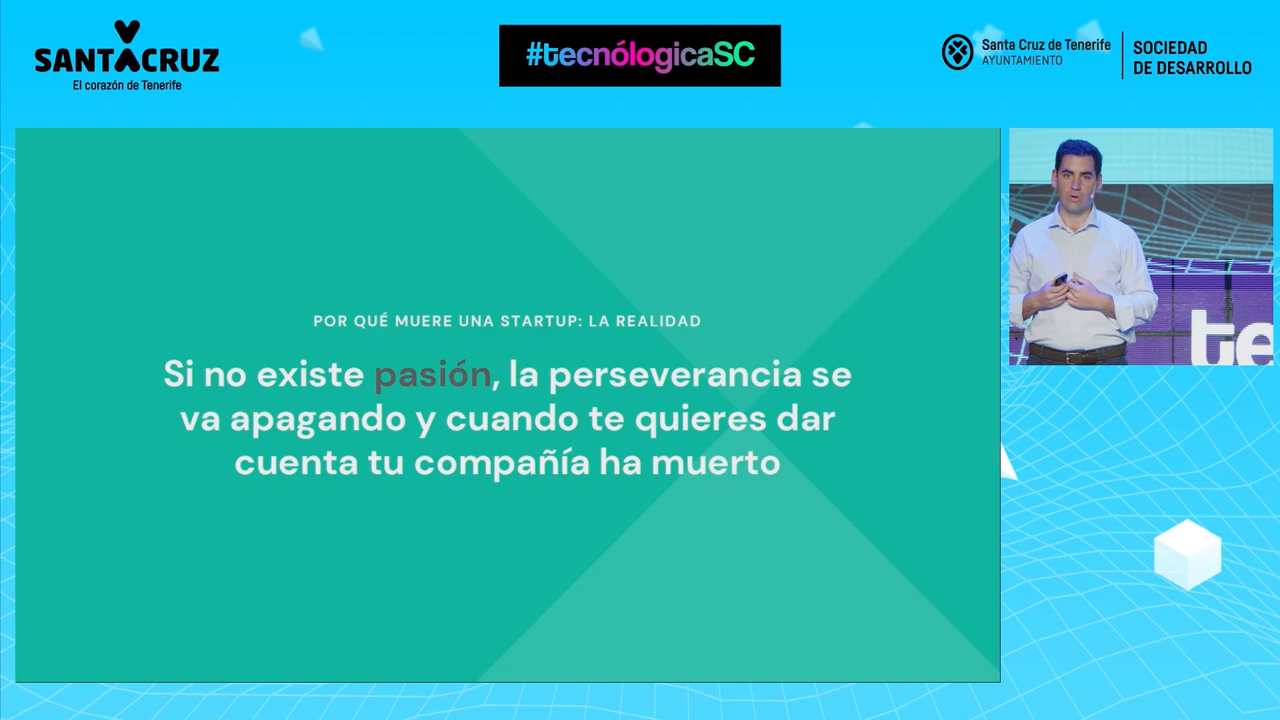 SANTACRUZ
El corazón de Tenerife
#tecnólogicaSC
Santa Cruz de Tenerife
AYUNTAMIENTO
SOCIEDAD
DE DESARROLLO
POR QUÉ MUERE UNA STARTUP: LA REALIDAD
Si no existe pasión, la perseverancia se
va apagando y cuando te quieres dar
cuenta tu compañía ha muerto
te